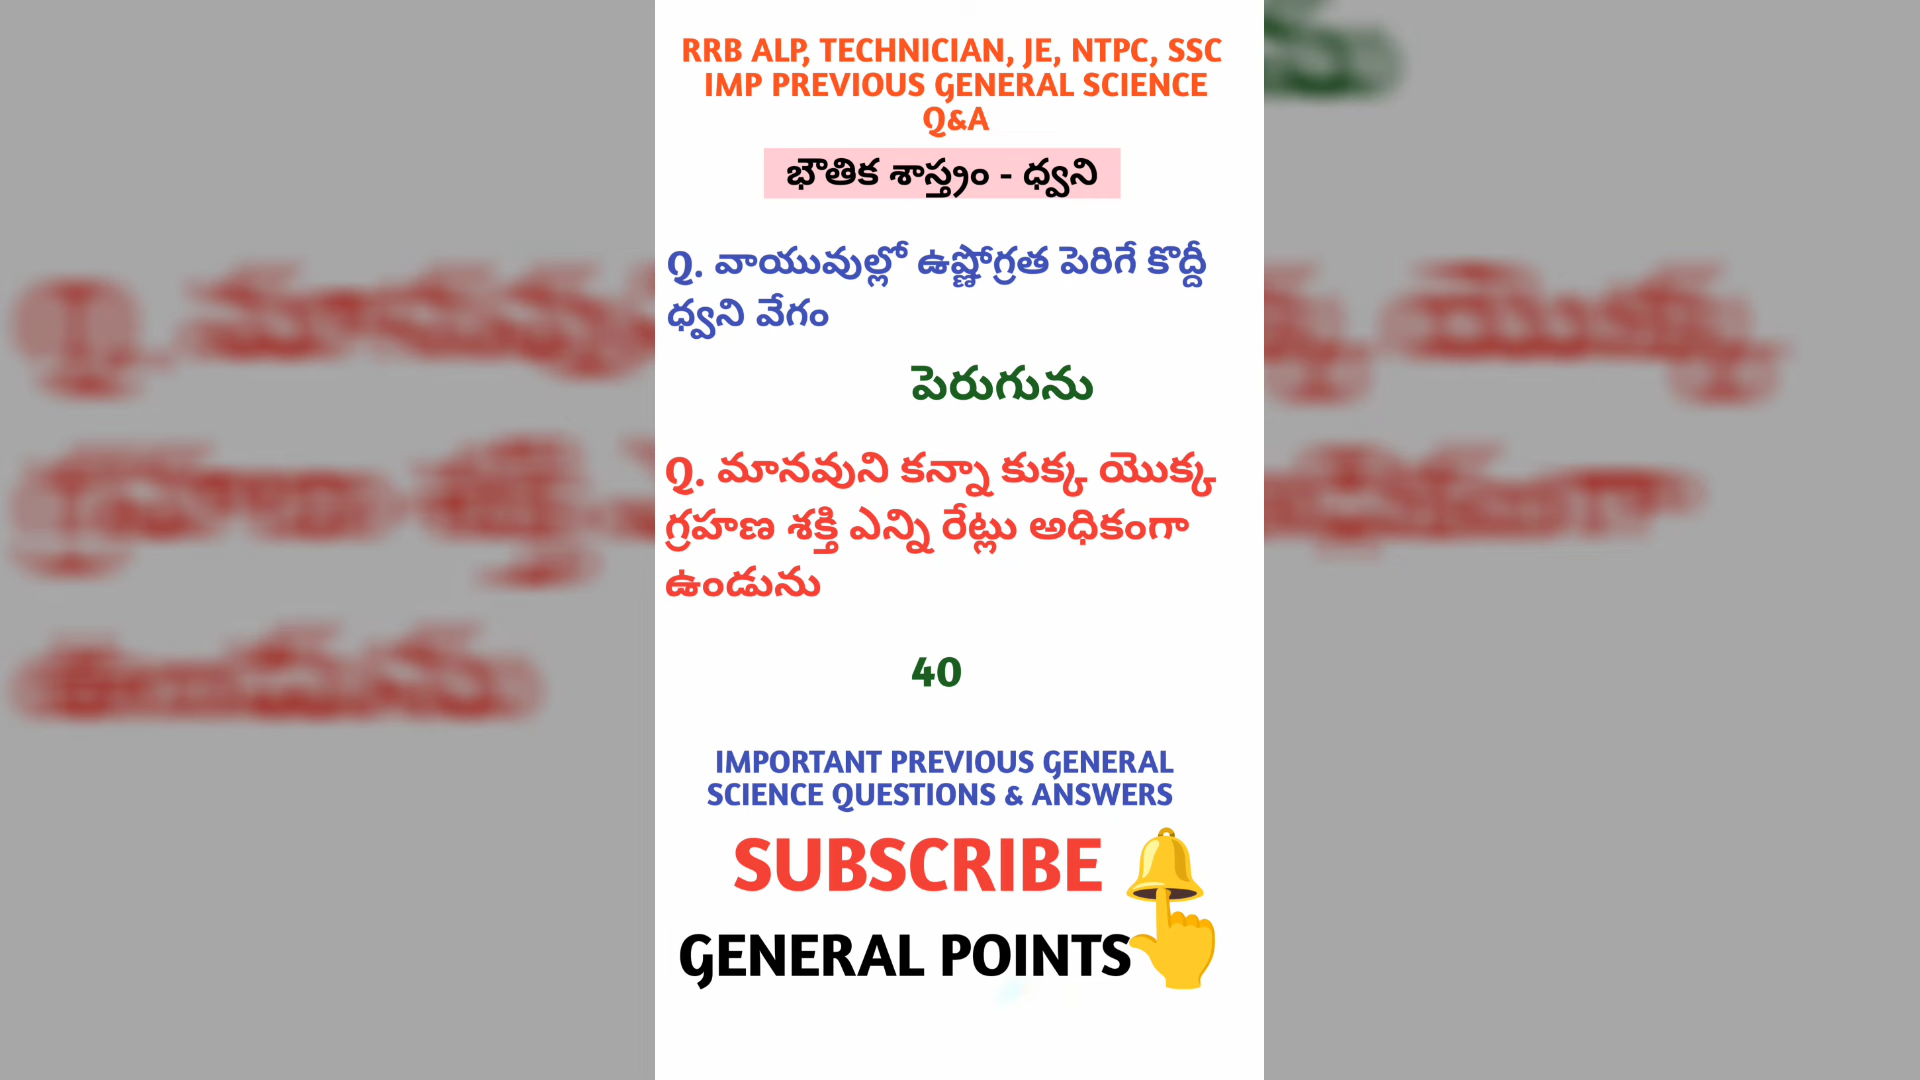 RRB ALP, TECHNICIAN, JE, NTPC, SSC
IMP PREVIOUS GENERAL SCIENCE
Q&A
భౌతిక శాస్త్రం - ధ్వని
Q. వాయువుల్లో ఉష్ణోగ్రత పెరిగే కొద్దీ
ధ్వని వేగం
పెరుగును
Q. మానవుని కన్నా కుక్క యొక్క
గ్రహణ శక్తి ఎన్ని రేట్లు అధికంగా
ఉండును
40
IMPORTANT PREVIOUS GENERAL
SCIENCE QUESTIONS & ANSWERS
SUBSCRIBE
GENERAL POINTS